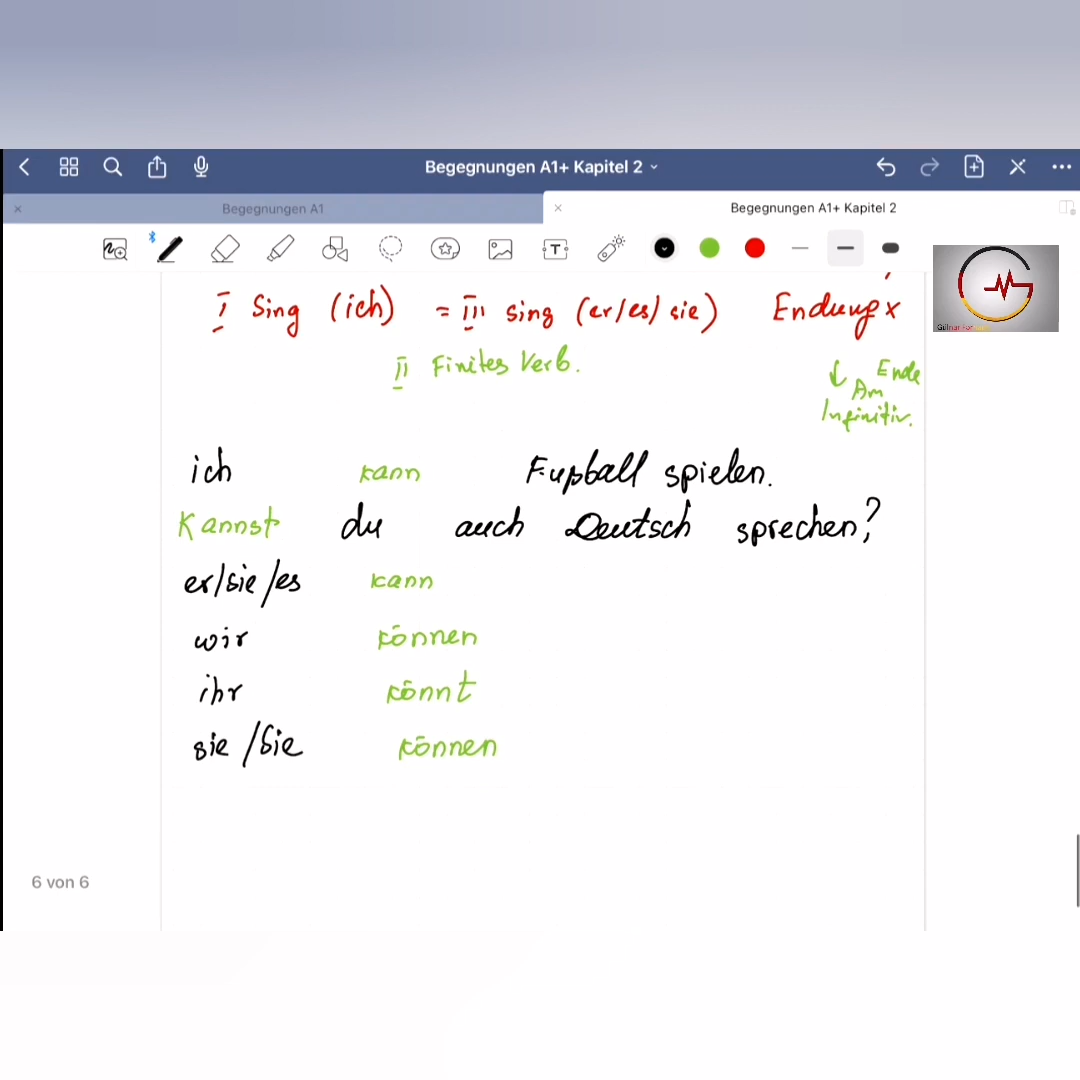 Begegnungen A1+ Kapitel 2
× Begegnungen A1 × Begegnungen A1+ Kapitel 2
I Sing (ich) = III sing (er/es/sie) Endung x
II Finites Verb. ↓ Am Ende
Infinitiv.
ich kann Fußball spielen.
Kannst du auch Deutsch sprechen?
er/sie/es kann
wir können
ihr könnt
sie/Sie können
6 von 6